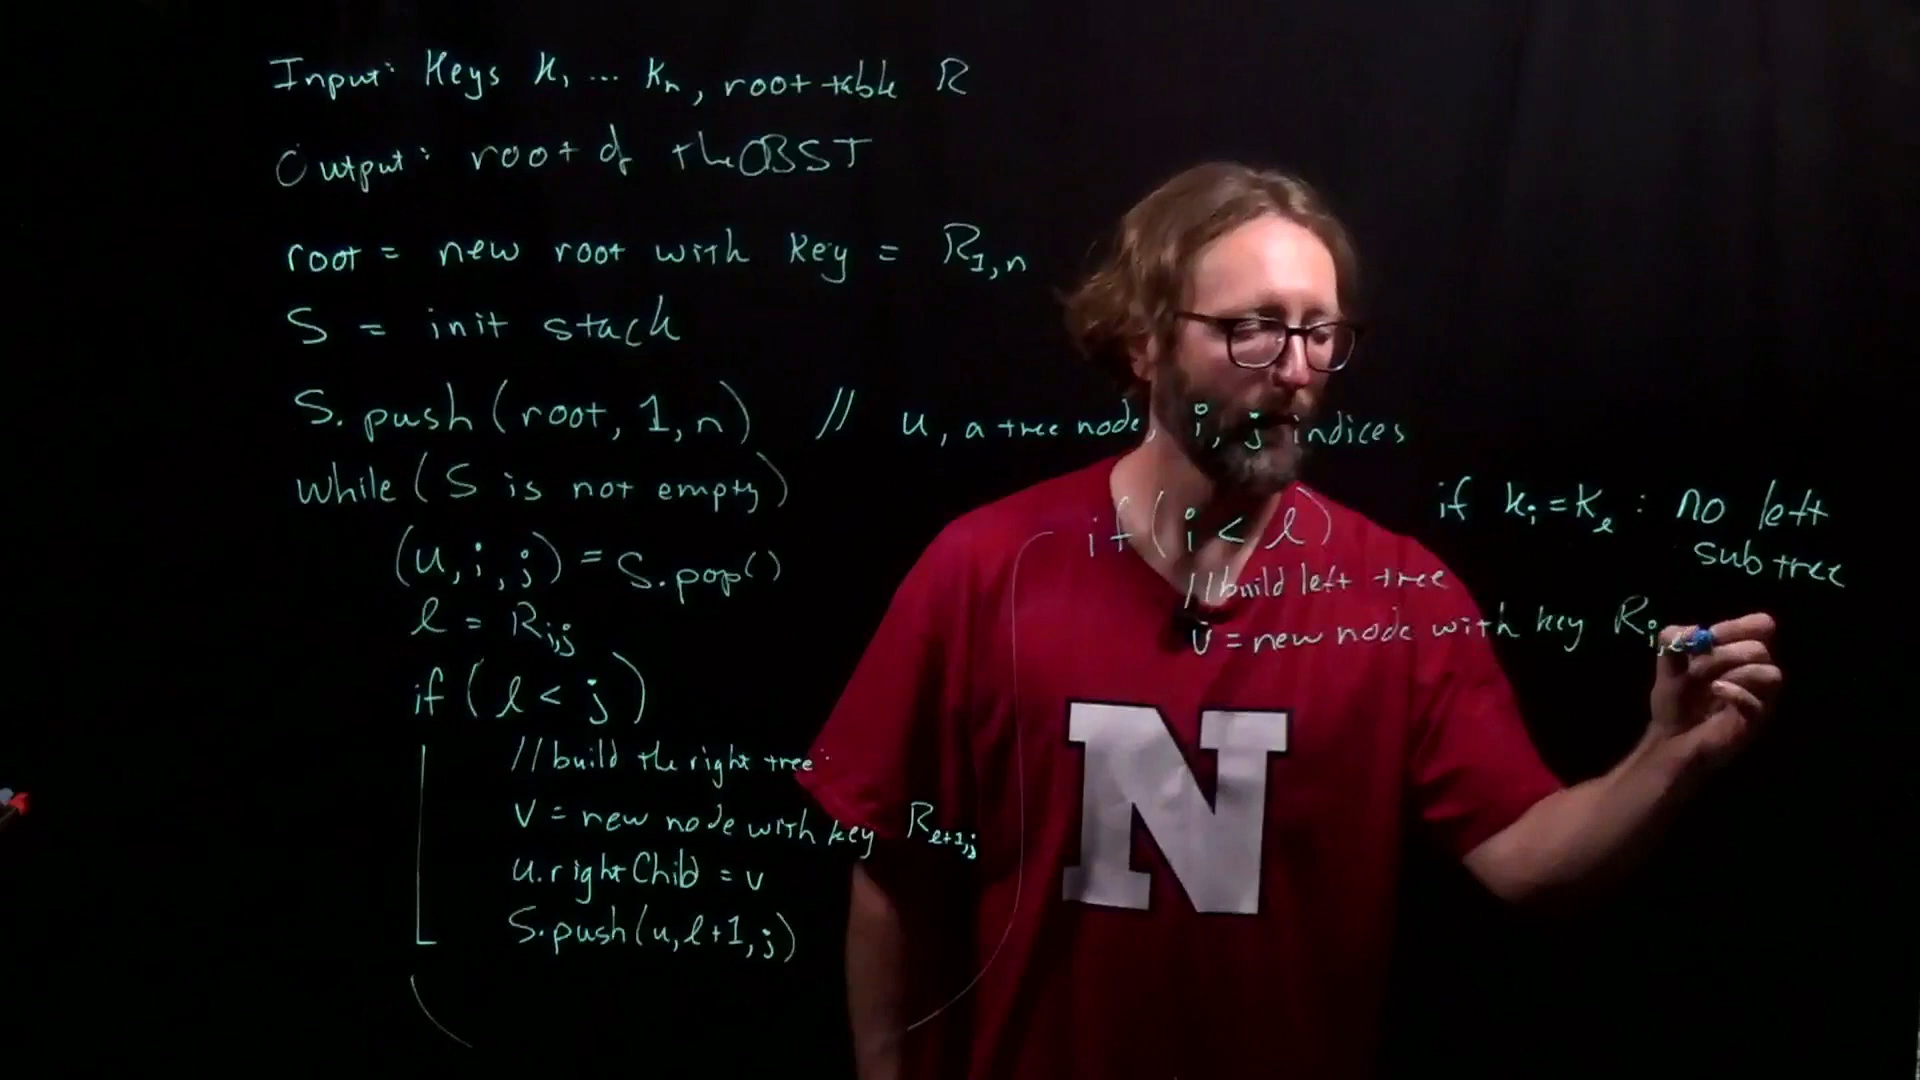 Input: Keys k₁ ... kₙ, root table R
Output: root of the OBST
root = new root with key = R₁,ₙ
S = init stack
S.push(root, 1, n) // u, a tree node, i, j indices
while (S is not empty)
(u, i, j) = S.pop()
l = Ri,j
if (l < j)
//build the right tree
v = new node with key Rl+1,j
u.rightChild = v
S.push(u, l+1, j)
if (i < l)
//build left tree
v = new node with key Ri,l
if ki = kl : no left
subtree
N